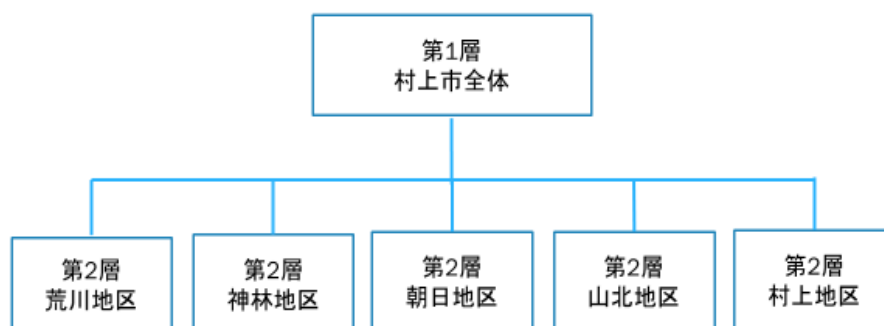 第1層
村上市全体
第2層
荒川地区
第2層
神林地区
第2層
朝日地区
第2層
山北地区
第2層
村上地区